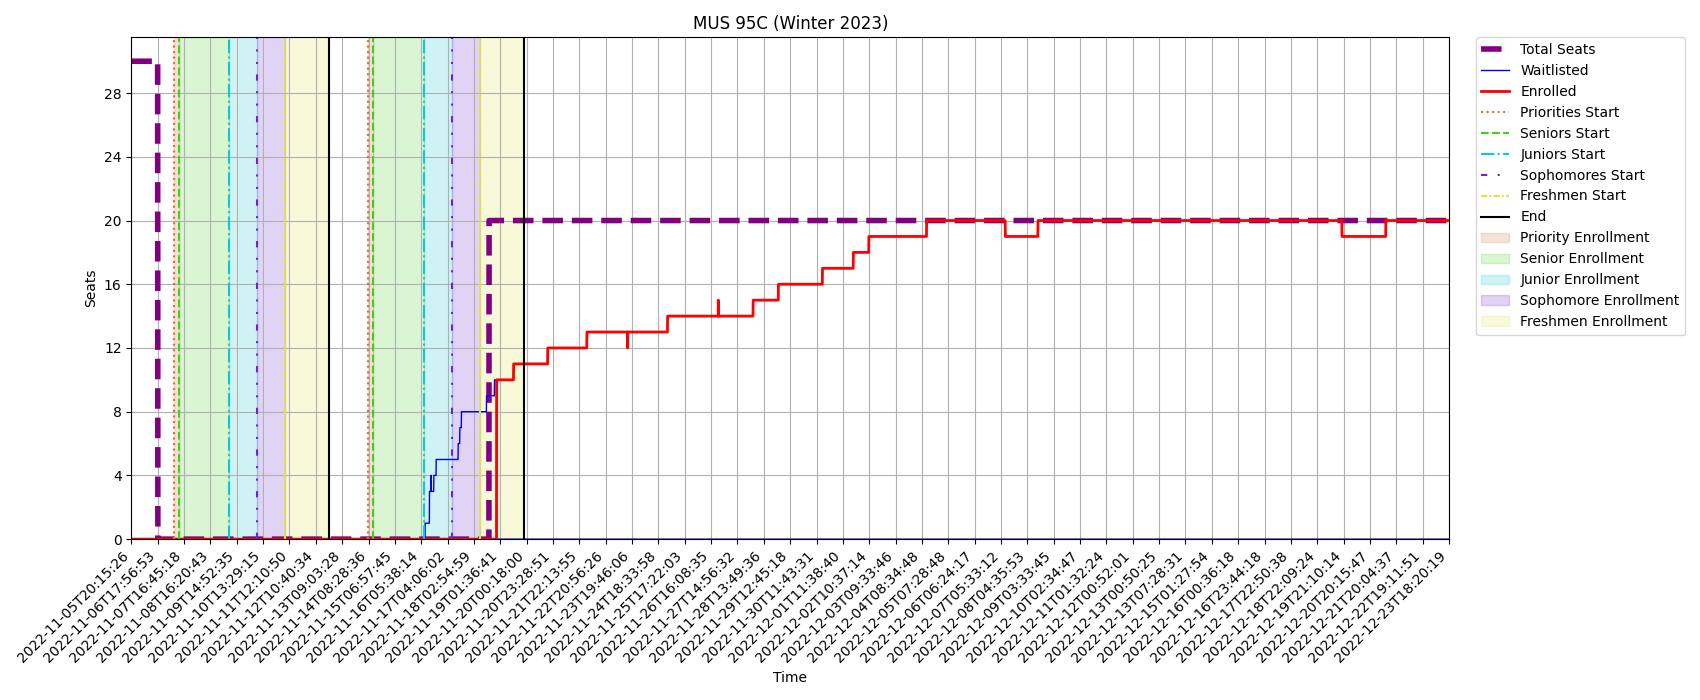 MUS 95C (Winter 2023)
Seats
28
24
20
16
12
8
4
0
2022-11-05T20:15:26
2022-11-06T17:56:53
2022-11-07T16:45:18
2022-11-08T16:20:43
2022-11-09T14:52:35
2022-11-10T13:29:15
2022-11-11T12:10:50
2022-11-12T10:40:34
2022-11-13T09:03:28
2022-11-14T08:28:36
2022-11-15T06:57:45
2022-11-16T05:38:14
2022-11-17T04:06:02
2022-11-18T02:54:59
2022-11-19T01:36:41
2022-11-20T00:18:00
2022-11-20T23:28:51
2022-11-21T22:13:55
2022-11-22T20:56:26
2022-11-23T19:46:08
2022-11-24T18:33:58
2022-11-25T17:22:03
2022-11-26T16:08:35
2022-11-27T14:56:32
2022-11-28T13:49:36
2022-11-29T12:45:18
2022-11-30T11:43:31
2022-12-01T11:38:40
2022-12-02T10:37:14
2022-12-03T09:33:46
2022-12-04T08:34:48
2022-12-05T07:28:48
2022-12-06T06:24:17
2022-12-07T05:33:12
2022-12-08T04:35:53
2022-12-09T03:33:45
2022-12-10T02:34:47
2022-12-11T01:32:24
2022-12-12T00:52:01
2022-12-13T00:50:25
2022-12-13T07:28:31
2022-12-15T01:27:54
2022-12-16T00:36:18
2022-12-16T23:44:18
2022-12-17T22:50:38
2022-12-18T22:09:24
2022-12-19T21:10:14
2022-12-20T20:15:47
2022-12-21T20:04:37
2022-12-22T19:11:51
2022-12-23T18:20:19
Time
Total Seats
Waitlisted
Enrolled
Priorities Start
Seniors Start
Juniors Start
Sophomores Start
Freshmen Start
End
Priority Enrollment
Senior Enrollment
Junior Enrollment
Sophomore Enrollment
Freshmen Enrollment